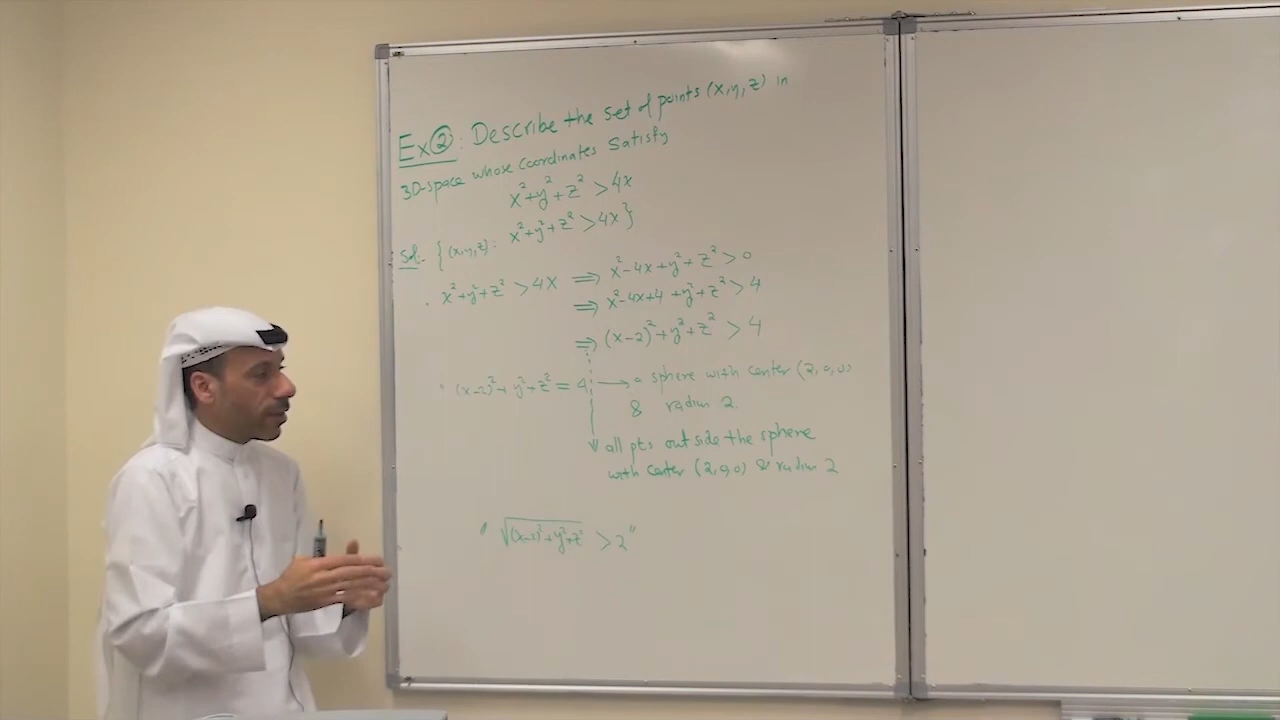 Ex②: Describe the set of points (x,y,z) in
3D-space whose coordinates satisfy
x²+y²+z² >4x
Sol:- {(x,y,z): x²+y²+z² >4x}
x²+y²+z² >4x ⟹ x²-4x+y²+z² >0
⟹ x²-4x+4 +y²+z² >4
⟹ (x-2)²+y²+z² > 4
" (x-2)²+y²+z² = 4 → a sphere with center (2,0,0)
& radius 2.
all pts outside the sphere
with center (2,0,0) & radius 2
" √(x-2)²+y²+z² >2"